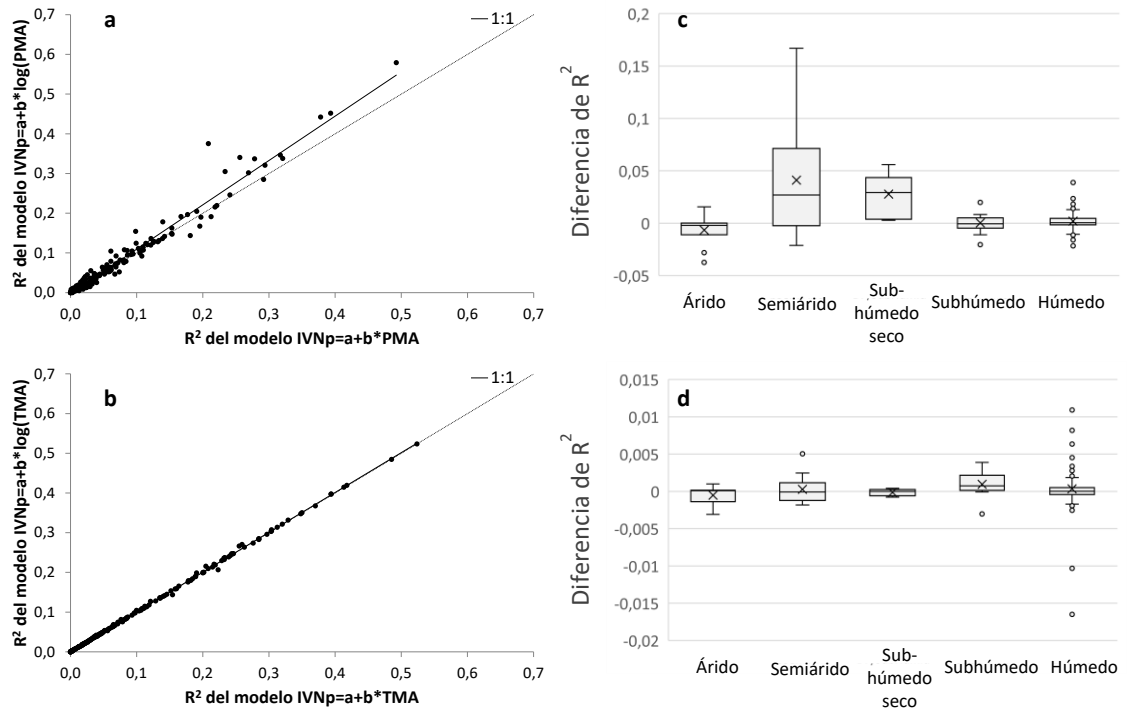 a
1:1
R² del modelo IVNp=a+b*log(PMA)
0,7
0,6
0,5
0,4
0,3
0,2
0,1
0,0
0,0 0,1 0,2 0,3 0,4 0,5 0,6 0,7
R² del modelo IVNp=a+b*PMA
c
Diferencia de R²
0,2
0,15
0,1
0,05
0
-0,05
Árido Semiárido Sub-
húmedo
seco Subhúmedo Húmedo
b
1:1
R² del modelo IVNp=a+b*log(TMA)
0,7
0,6
0,5
0,4
0,3
0,2
0,1
0,0
0,0 0,1 0,2 0,3 0,4 0,5 0,6 0,7
R² del modelo IVNp=a+b*TMA
d
Diferencia de R²
0,015
0,01
0,005
0
-0,005
-0,01
-0,015
-0,02
Árido Semiárido Sub-
húmedo
seco Subhúmedo Húmedo